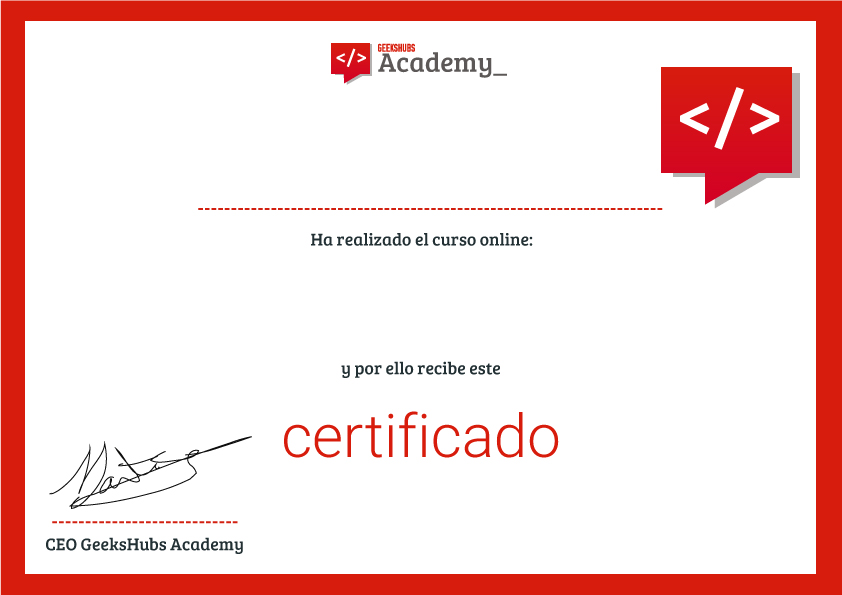 </>
GEEKSHUBS
Academy_
</>
Ha realizado el curso online:
y por ello recibe este
certificado
CEO GeeksHubs Academy